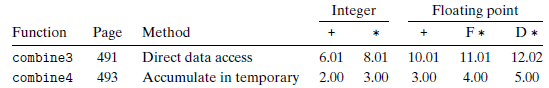 Integer Floating point
Function Page Method + * + F * D *
combine3 491 Direct data access 6.01 8.01 10.01 11.01 12.02
combine4 493 Accumulate in temporary 2.00 3.00 3.00 4.00 5.00